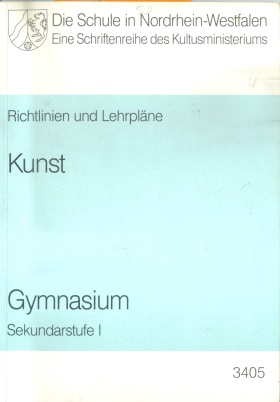 Die Schule in Nordrhein-Westfalen
Eine Schriftenreihe des Kultusministeriums
Richtlinien und Lehrpläne
Kunst
Gymnasium
Sekundarstufe I
3405